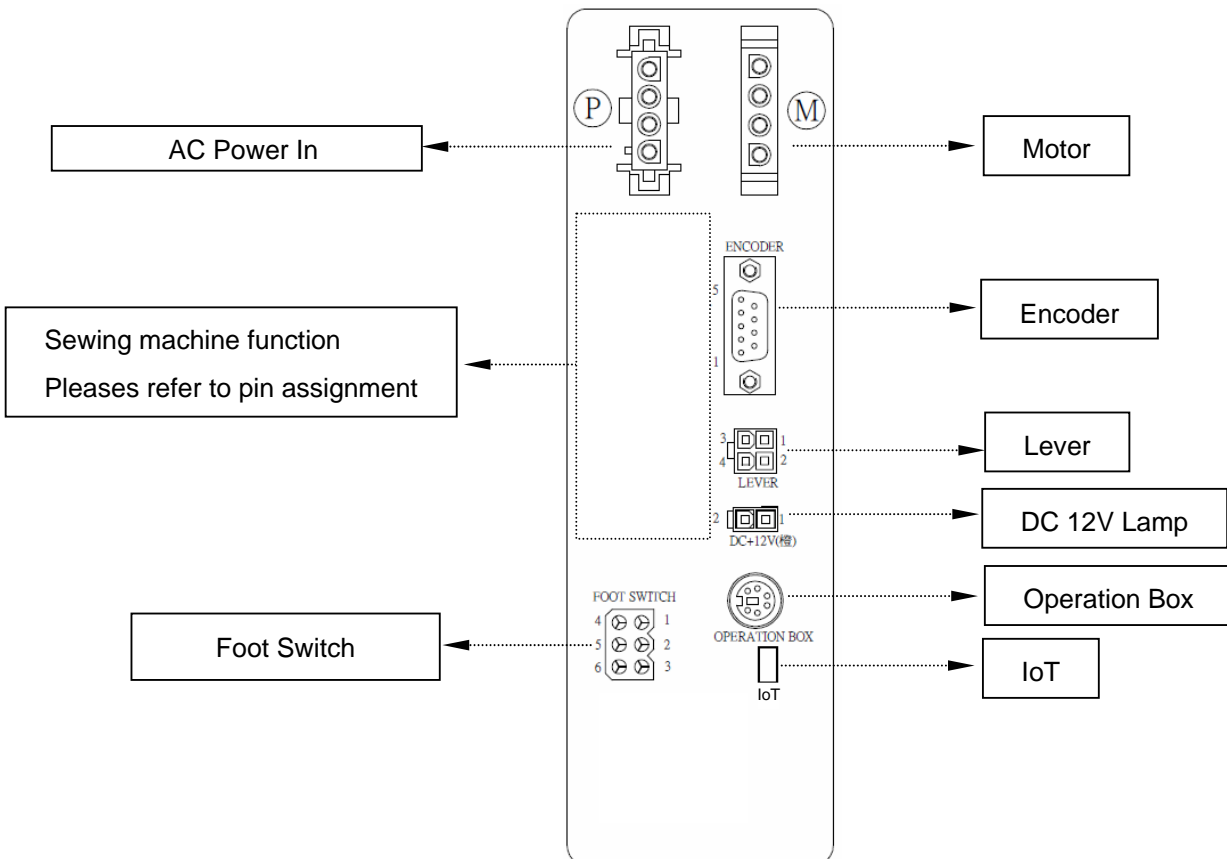 P
M
AC Power In
Motor
ENCODER
5
1
Encoder
Sewing machine function
Pleases refer to pin assignment
3
1
4
2
LEVER
Lever
2
1
DC+12V(橙)
DC 12V Lamp
FOOT SWITCH
4
1
5
2
6
3
Foot Switch
OPERATION BOX
Operation Box
IoT
IoT